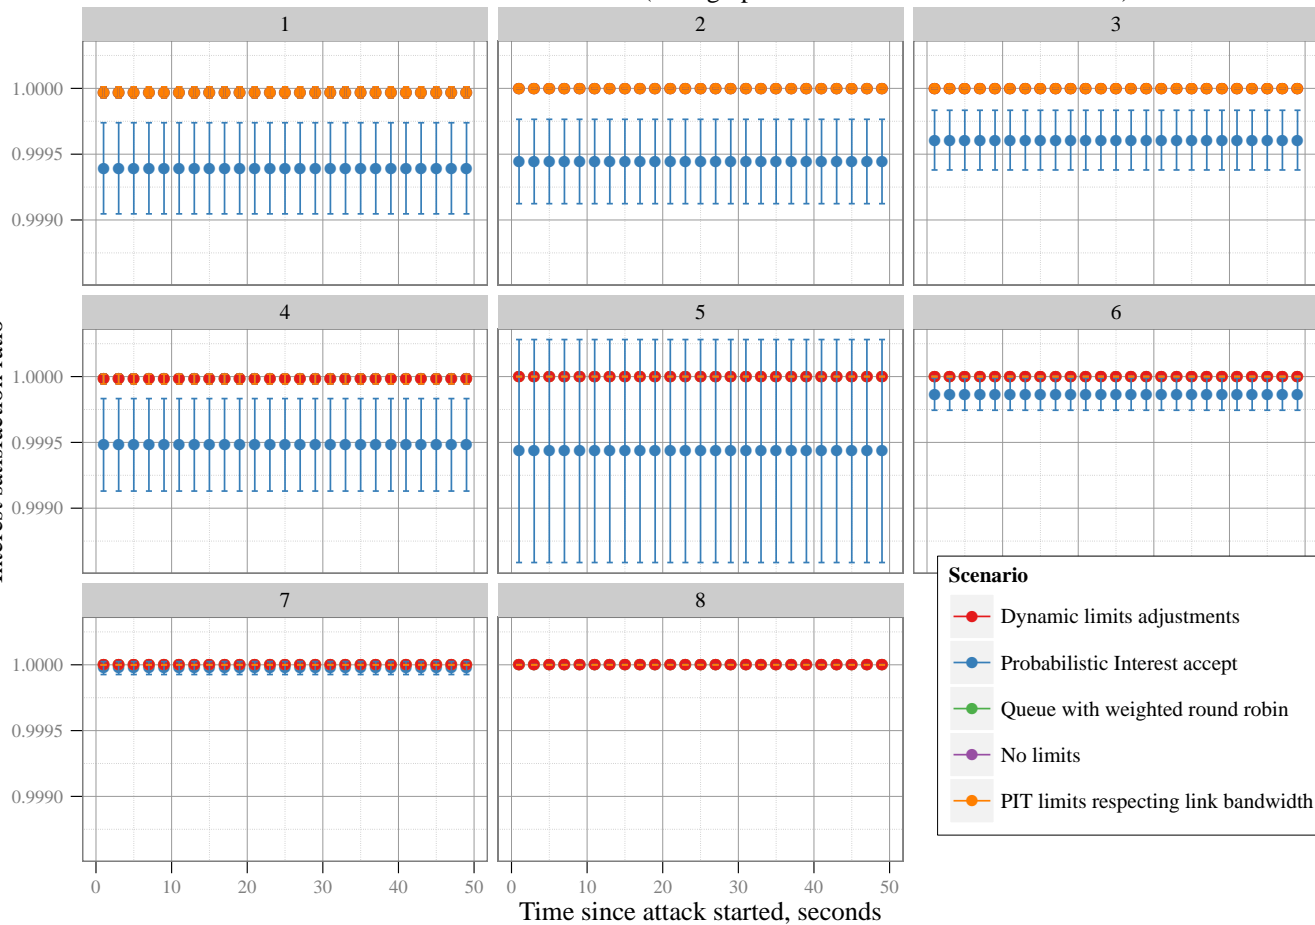 1 2 3
1.0000
0.9995
0.9990
4 5 6
1.0000
0.9995
0.9990
7 8
1.0000
0.9995
0.9990
0 10 20 30 40 50 0 10 20 30 40 50
Time since attack started, seconds
Scenario
Dynamic limits adjustments
Probabilistic Interest accept
Queue with weighted round robin
No limits
PIT limits respecting link bandwidth